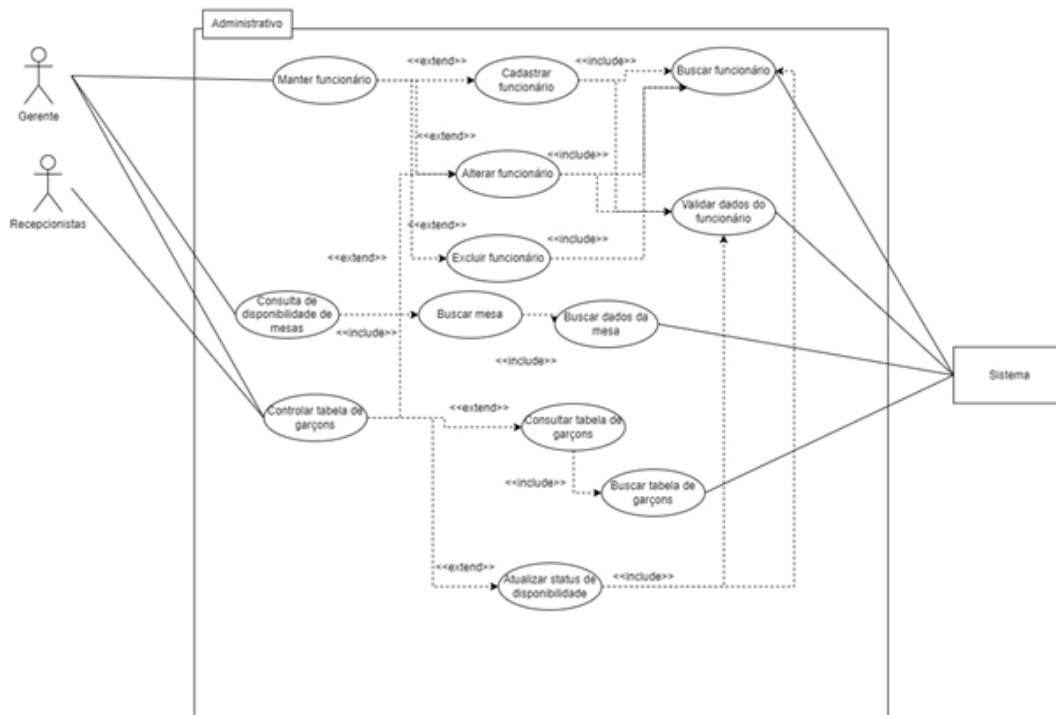 Administrativo
Gerente
Recepcionistas
Manter funcionário
<<extend>>
Cadastrar
funcionário
<<include>>
Buscar funcionário
<<extend>>
Alterar funcionário
<<include>>
Validar dados do
funcionário
<<extend>>
Excluir funcionário
<<include>>
<<extend>>
Consulta de
disponibilidade de
mesas
<<include>>
Buscar mesa
<<include>>
Buscar dados da
mesa
Sistema
Controlar tabela de
garçons
<<extend>>
Consultar tabela de
garçons
<<include>>
Buscar tabela de
garçons
<<extend>>
Atualizar status de
disponibilidade
<<include>>